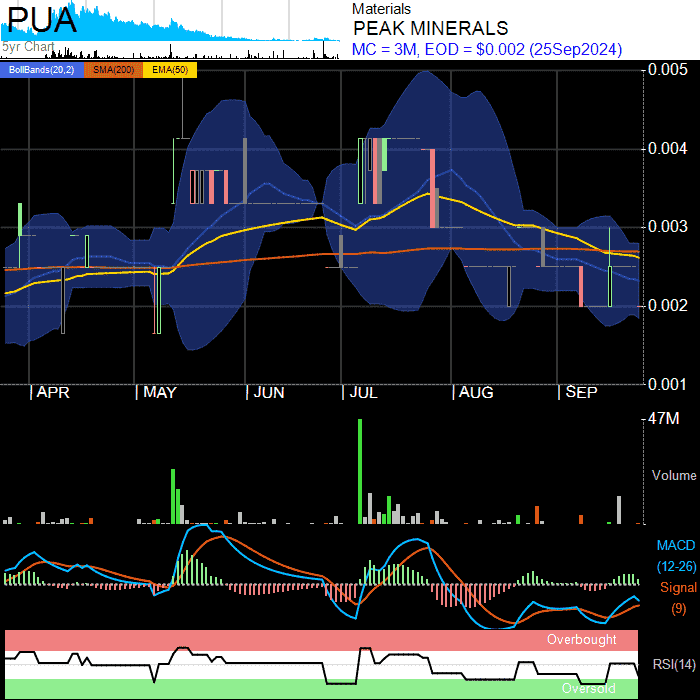 PUA
5yr Chart
Materials
PEAK MINERALS
MC = 3M, EOD = $0.002 (25Sep2024)
BollBands(20,2) SMA(200) EMA(50)
0.005
0.004
0.003
0.002
0.001
APR MAY JUN JUL AUG SEP
47M
Volume
MACD
(12-26)
Signal
(9)
Overbought
RSI(14)
Oversold